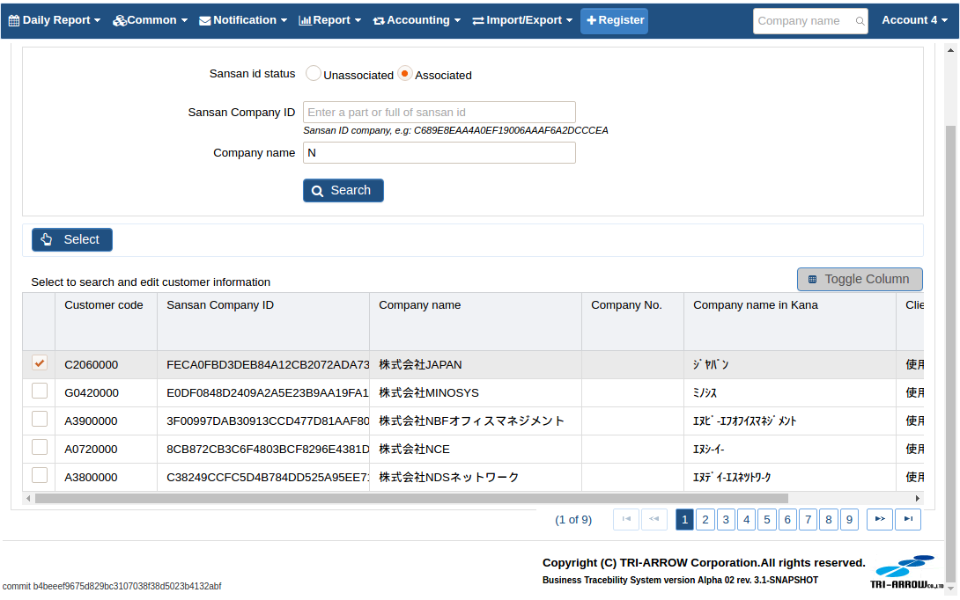 Daily Report Common Notification Report Accounting Import/Export Register Company name Account 4
Sansan id status Unassociated Associated
Sansan Company ID Enter a part or full of sansan id
Sansan ID company, e.g: C689E8EAA4A0EF19006AAAF6A2DCCCEA
Company name N
Search
Select
Select to search and edit customer information Toggle Column
Customer code Sansan Company ID Company name Company No. Company name in Kana Clie
C2060000 FECA0FBD3DEB84A12CB2072ADA73 株式会社JAPAN ｼﾞﾔﾊﾟﾝ 使用
G0420000 E0DF0848D2409A2A5E23B9AA19FA1 株式会社MINOSYS ﾐﾉｼｽ 使用
A3900000 3F00997DAB30913CCD477D81AAF80 株式会社NBFオフィスマネジメント ｴﾇﾋﾞｰｴﾌｵﾌｲｽﾏﾈｼﾞﾒﾝﾄ 使用
A0720000 8CB872CB3C6F4803BCF8296E4381D 株式会社NCE ｴﾇｼｰｲｰ 使用
A3800000 C38249CCFC5D4B784DD525A95EE7 株式会社NDSネットワーク ｴﾇﾃﾞｲｰｴｽﾈﾂﾄﾜｰｸ 使用
(1 of 9) 1 2 3 4 5 6 7 8 9
Copyright (C) TRI-ARROW Corporation.All rights reserved.
Business Tracebility System version Alpha 02 rev. 3.1-SNAPSHOT
TRI-ARROW Co.,LTD
commit b4beeef9675d829bc3107038f38d5023b4132abf